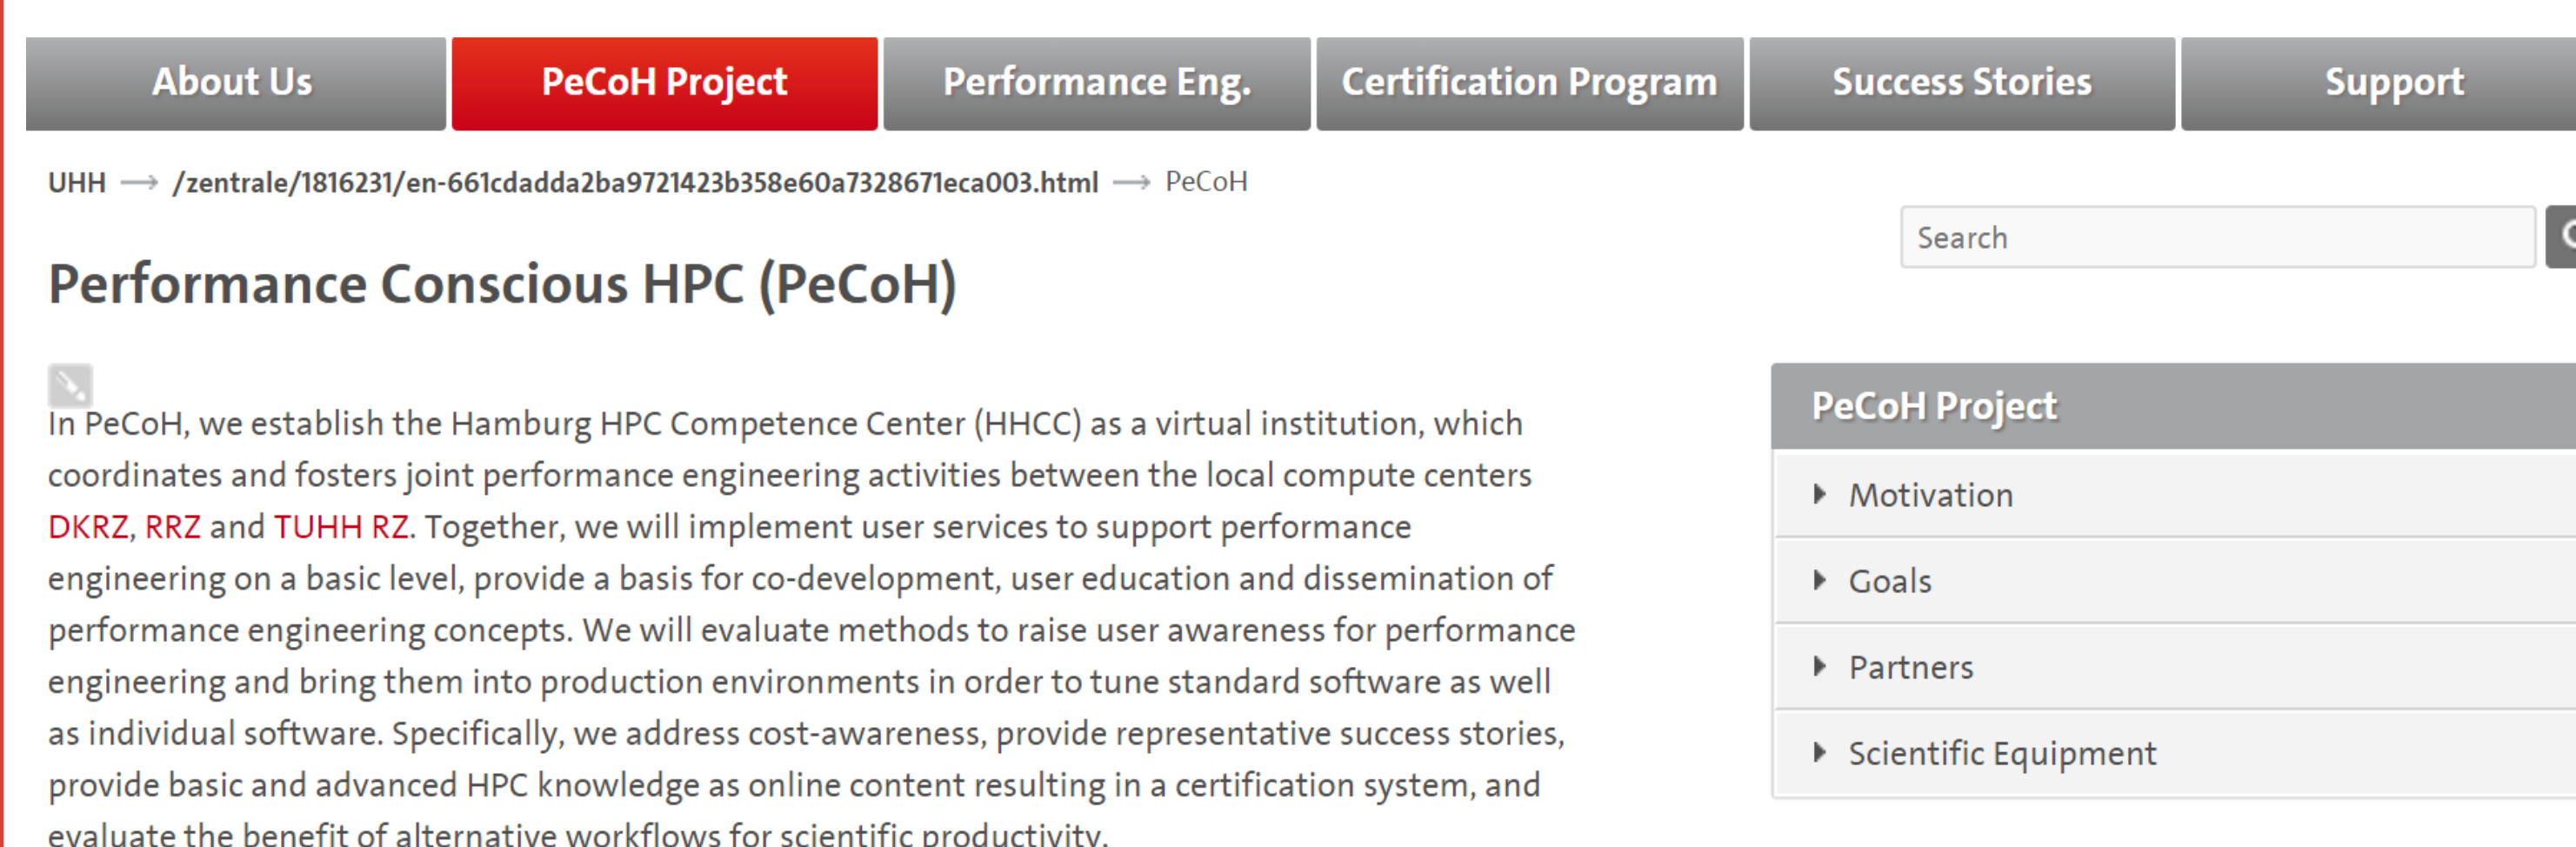 About Us
PeCoH Project
Performance Eng.
Certification Program
Success Stories
Support
UHH → /zentrale/1816231/en-661cdadda2ba9721423b358e60a7328671eca003.html → PeCoH
Search
Performance Conscious HPC (PeCoH)
In PeCoH, we establish the Hamburg HPC Competence Center (HHCC) as a virtual institution, which
coordinates and fosters joint performance engineering activities between the local compute centers
DKRZ, RRZ and TUHH RZ. Together, we will implement user services to support performance
engineering on a basic level, provide a basis for co-development, user education and dissemination of
performance engineering concepts. We will evaluate methods to raise user awareness for performance
engineering and bring them into production environments in order to tune standard software as well
as individual software. Specifically, we address cost-awareness, provide representative success stories,
provide basic and advanced HPC knowledge as online content resulting in a certification system, and
evaluate the benefit of alternative workflows for scientific productivity.
PeCoH Project
Motivation
Goals
Partners
Scientific Equipment